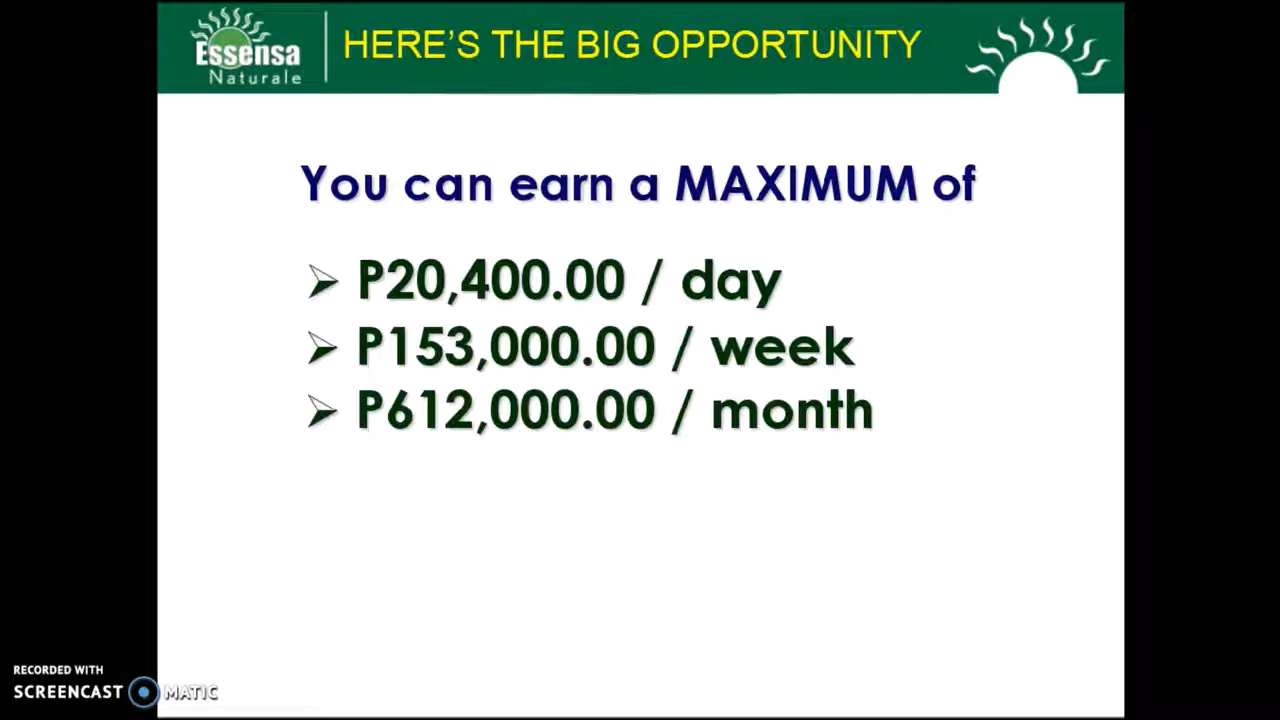 Essensa
Naturale
HERE'S THE BIG OPPORTUNITY
You can earn a MAXIMUM of
P20,400.00 / day
P153,000.00 / week
P612,000.00 / month
RECORDED WITH
SCREENCAST MATIC